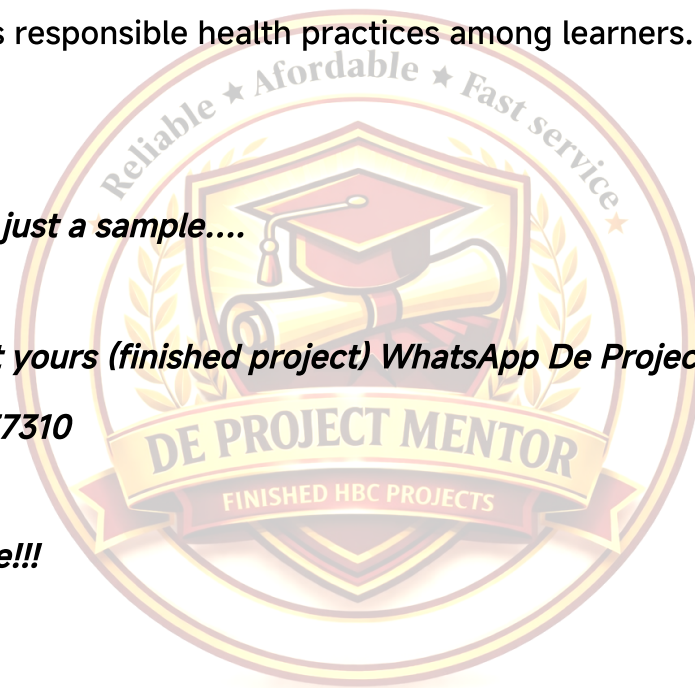 s responsible health practices among learners.
Reliable ★ Afordable ★ Fast service
just a sample....
t yours (finished project) WhatsApp De Projec
7310
DE PROJECT MENTOR
FINISHED HBC PROJECTS
e!!!